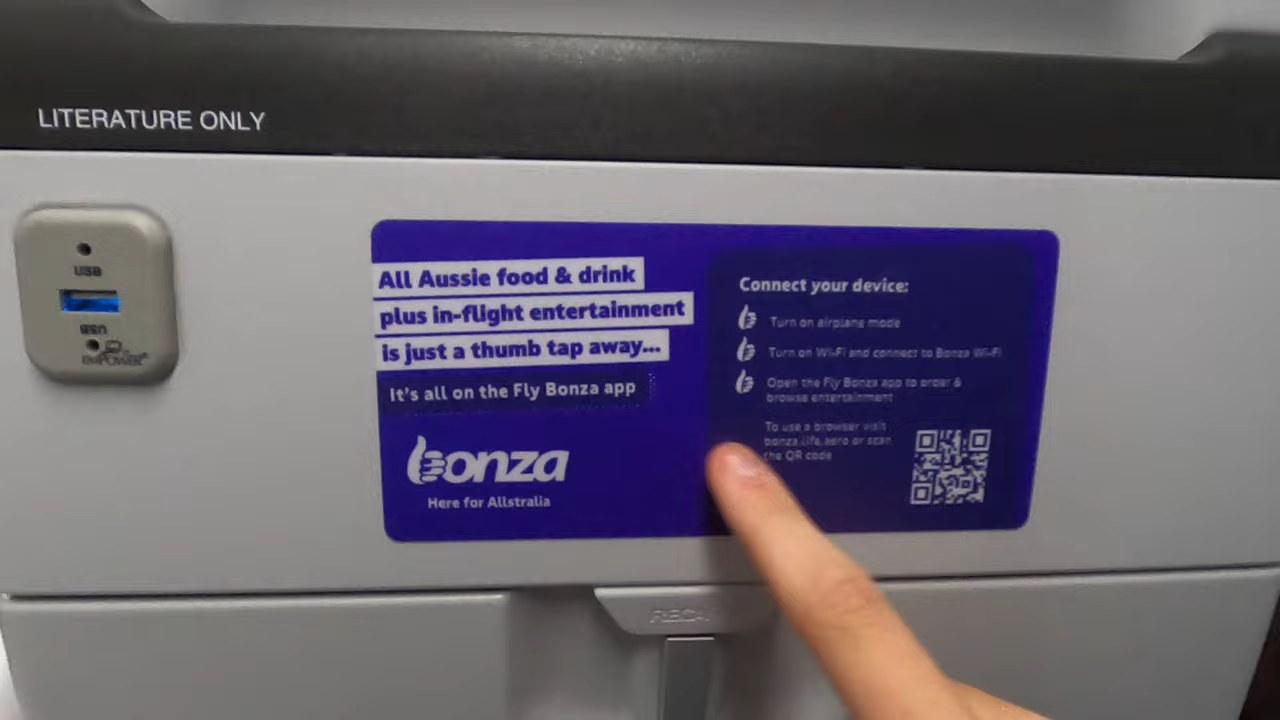 LITERATURE ONLY
USB
USB
EMPOWER
All Aussie food & drink
plus in-flight entertainment
is just a thumb tap away...
It's all on the Fly Bonza app
bonza
Here for Allstralia
Connect your device:
Turn on airplane mode
Turn on Wi-Fi and connect to Bonza Wi-Fi
Open the Fly Bonza app to order &
browse entertainment
To use a browser visit
bonza.life.aero or scan
the QR code